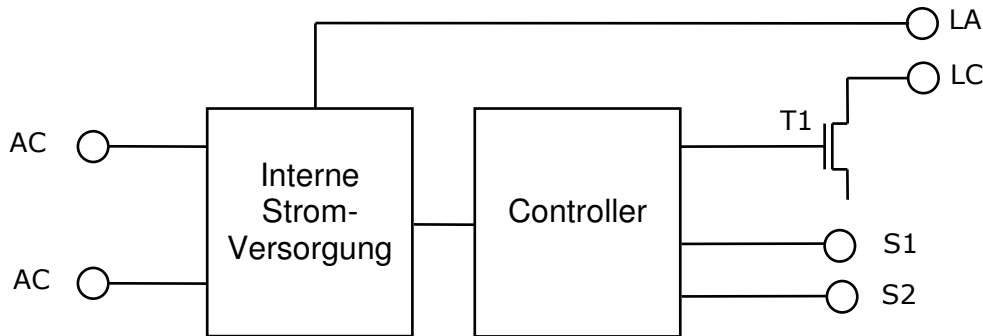 LA
LC
T1
AC
Interne
Strom-
Versorgung
Controller
S1
AC
S2